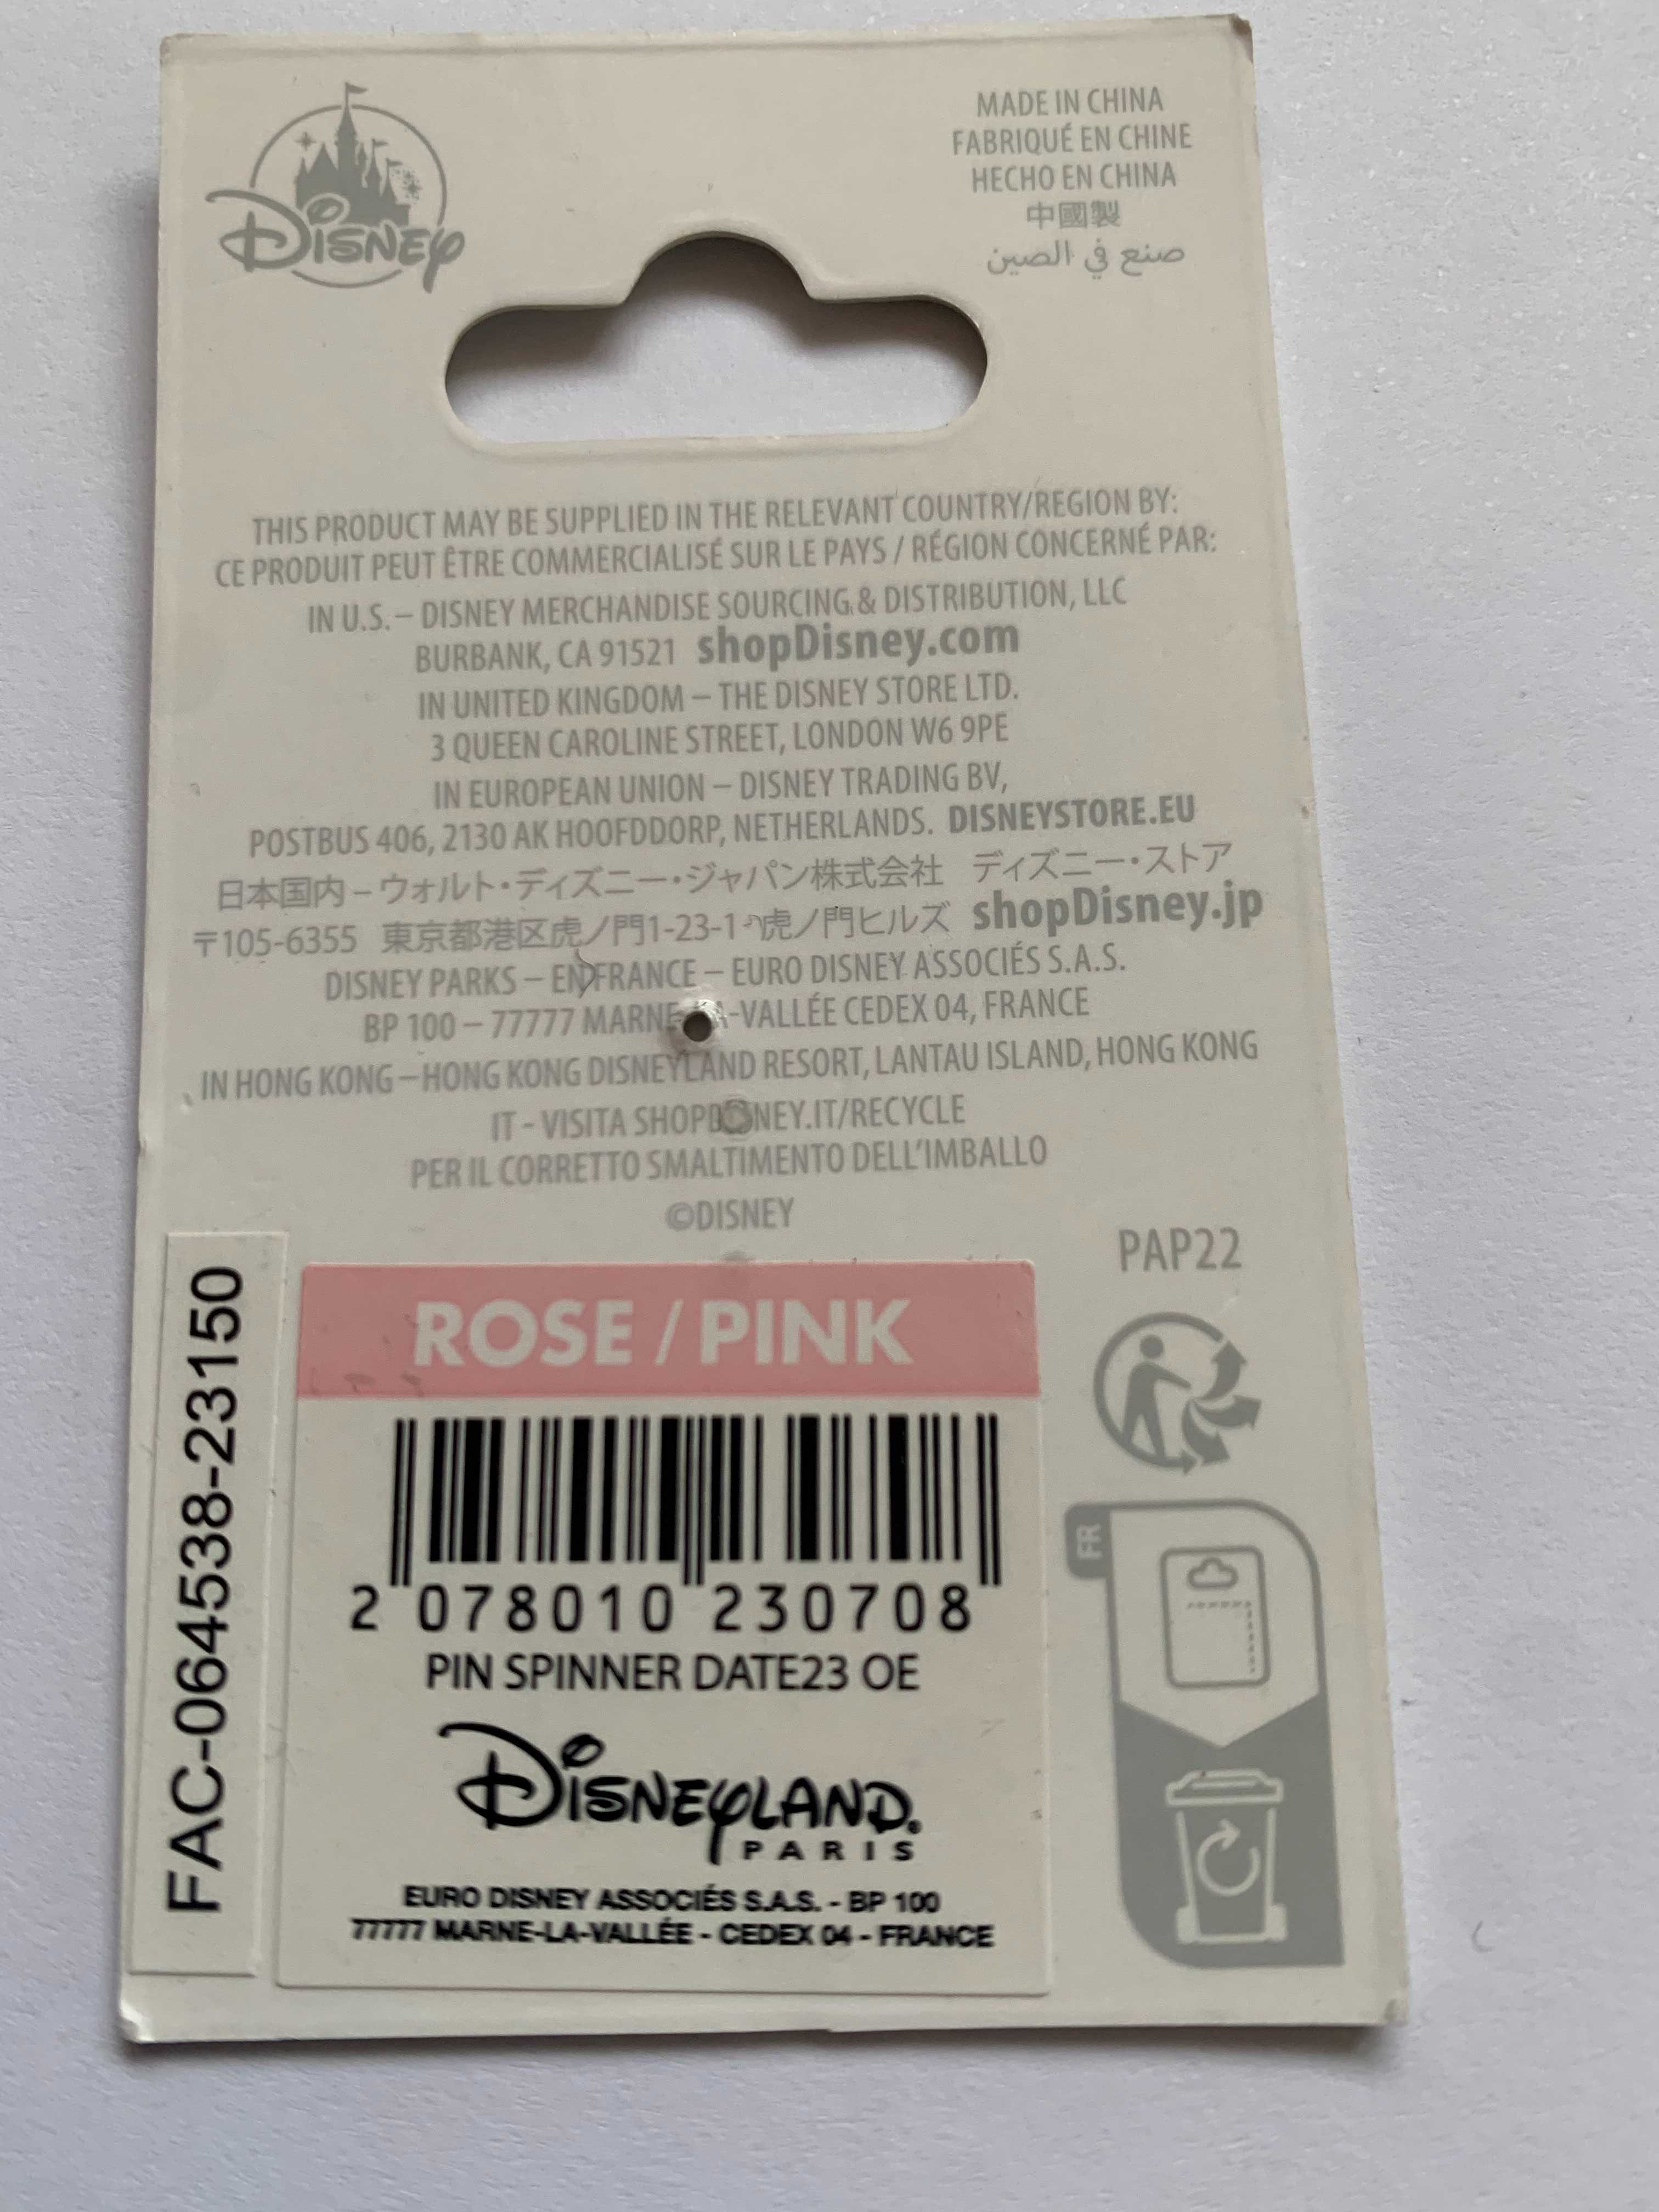 DISNEY
MADE IN CHINA
FABRIQUÉ EN CHINE
HECHO EN CHINA
中國製
صنع في الصين
THIS PRODUCT MAY BE SUPPLIED IN THE RELEVANT COUNTRY/REGION BY:
CE PRODUIT PEUT ÊTRE COMMERCIALISÉ SUR LE PAYS / RÉGION CONCERNÉ PAR:
IN U.S. – DISNEY MERCHANDISE SOURCING & DISTRIBUTION, LLC
BURBANK, CA 91521 shopDisney.com
IN UNITED KINGDOM – THE DISNEY STORE LTD.
3 QUEEN CAROLINE STREET, LONDON W6 9PE
IN EUROPEAN UNION – DISNEY TRADING BV,
POSTBUS 406, 2130 AK HOOFDDORP, NETHERLANDS. DISNEYSTORE.EU
日本国内 – ウォルト・ディズニー・ジャパン株式会社 ディズニー・ストア
〒105-6355 東京都港区虎ノ門1-23-1 虎ノ門ヒルズ shopDisney.jp
DISNEY PARKS – EN FRANCE – EURO DISNEY ASSOCIÉS S.A.S.
BP 100 – 77777 MARNE-LA-VALLÉE CEDEX 04, FRANCE
IN HONG KONG – HONG KONG DISNEYLAND RESORT, LANTAU ISLAND, HONG KONG
IT - VISITA SHOPDISNEY.IT/RECYCLE
PER IL CORRETTO SMALTIMENTO DELL'IMBALLO
©DISNEY
PAP22
FAC-064538-23150
ROSE / PINK
2 078010 230708
PIN SPINNER DATE23 OE
DISNEYLAND
PARIS
EURO DISNEY ASSOCIÉS S.A.S. - BP 100
77777 MARNE-LA-VALLÉE - CEDEX 04 - FRANCE
FR